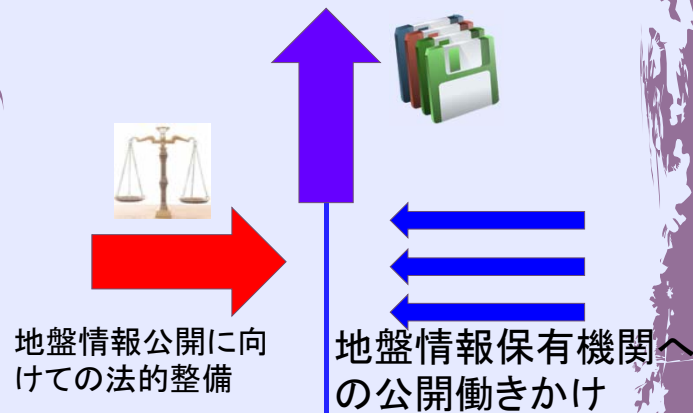 地盤情報公開に向
けての法的整備
地盤情報保有機関へ
の公開働きかけ